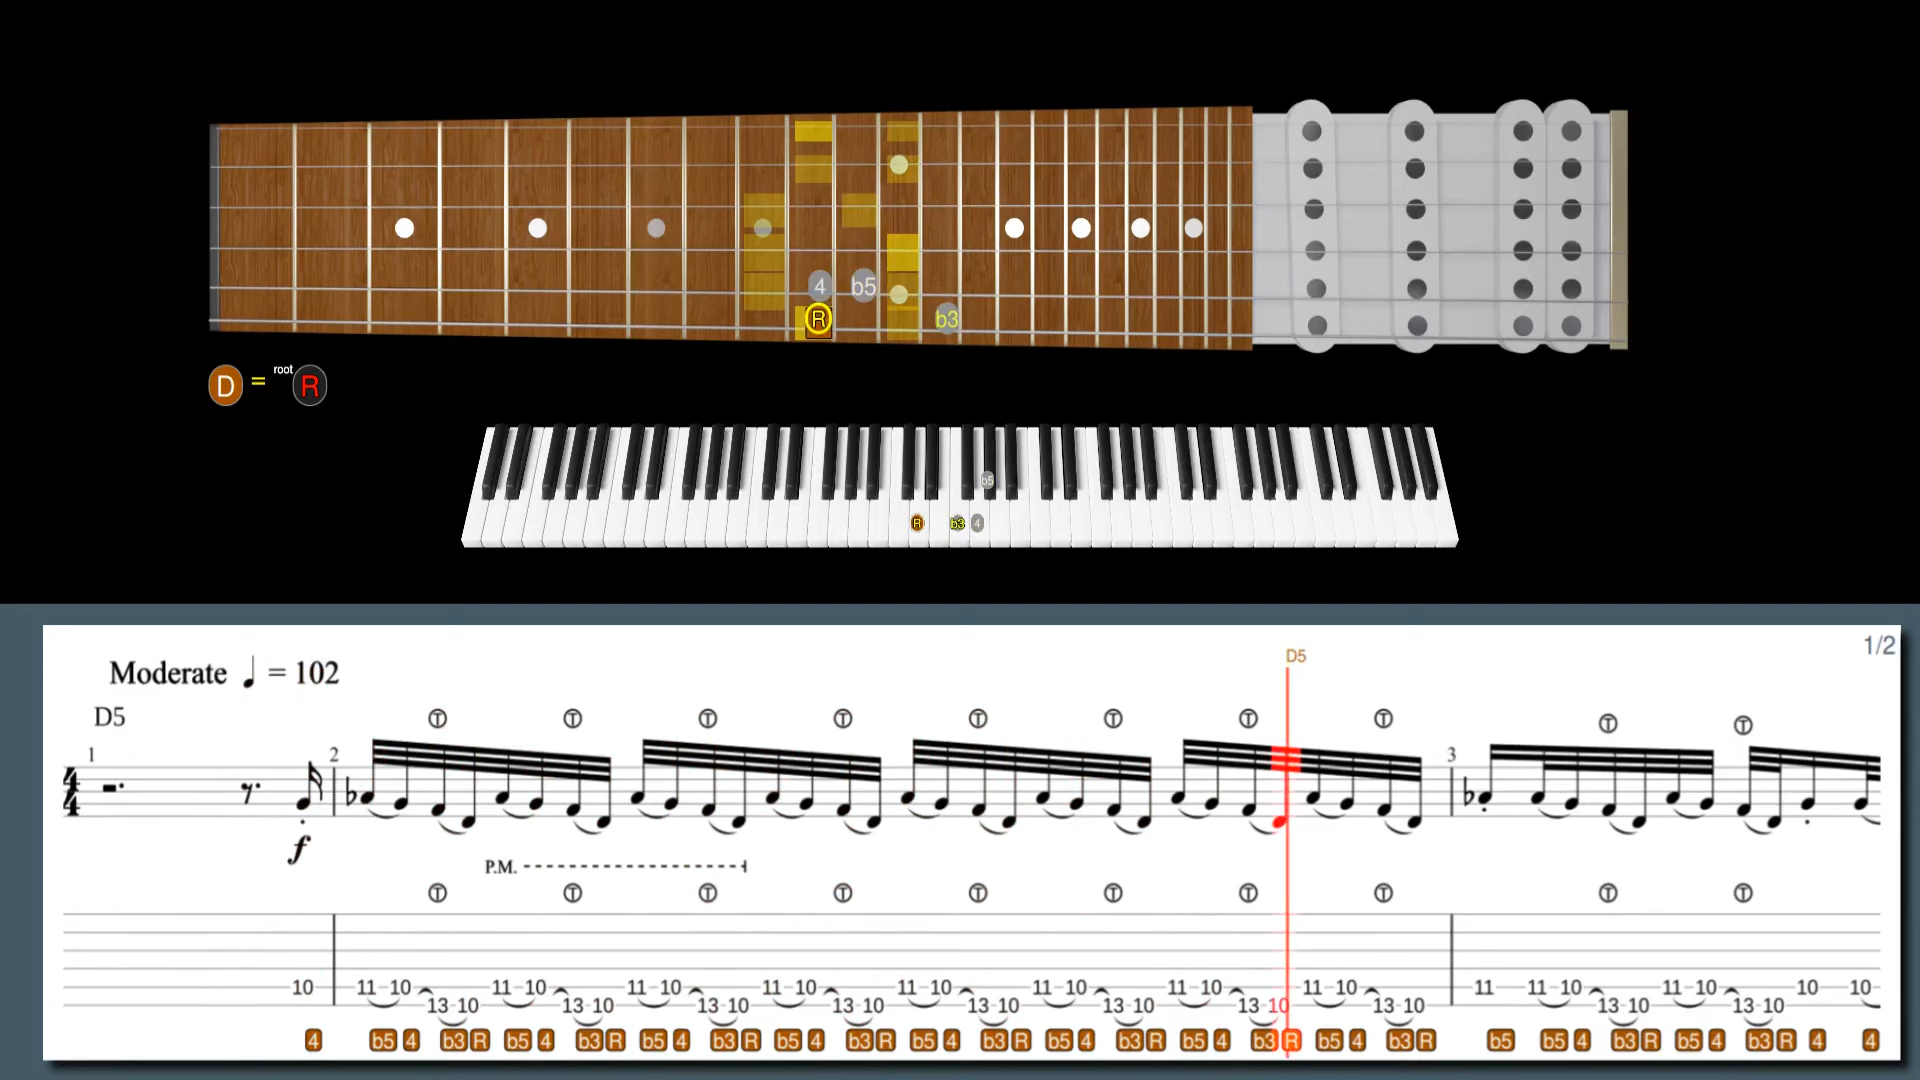 4 b5
R b3
D = root R
b5
R b3 4
1/2
D5
Moderate ♩ = 102
D5
T T T T T T T T T T
1 2 3
4
4
f
P.M.
T T T T T T T T T T
10 11 10 11 10 11 10 11 10 11 10 11 10 11 10 11 10 11 11 10 11 10 10 10
13 10 13 10 13 10 13 10 13 10 13 10 13 10 13 10 13 10 13 10
4 b5 4 b3 R b5 4 b3 R b5 4 b3 R b5 4 b3 R b5 4 b3 R b5 4 b3 R b5 4 b3 R b5 4 b3 R b5 b5 4 b3 R b5 4 b3 R 4 4